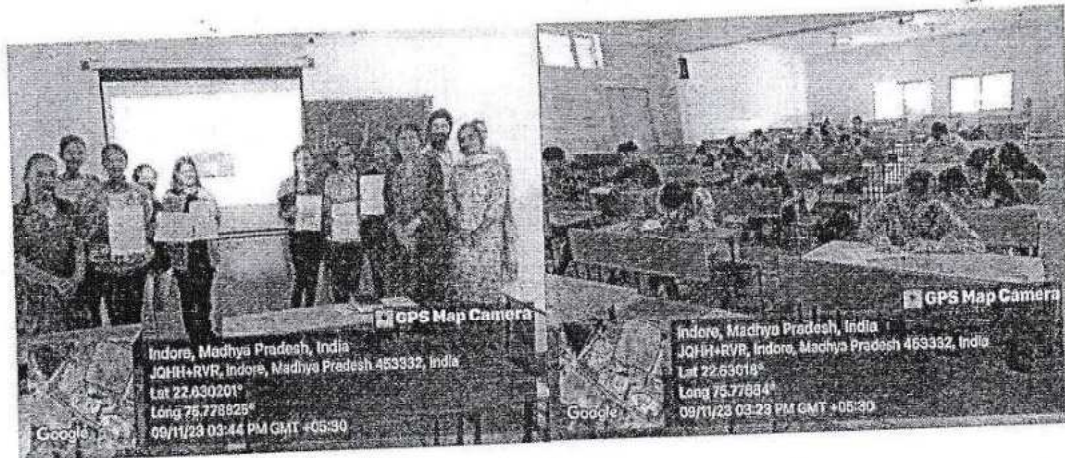 GPS Map Camera
Indore, Madhya Pradesh, India
JQHH+RVR, Indore, Madhya Pradesh 453332, India
Lat 22.630201°
Long 75.778825°
09/11/23 03:44 PM GMT +05:30
Google
GPS Map Camera
Indore, Madhya Pradesh, India
JQHH+RVR, Indore, Madhya Pradesh 453332, India
Lat 22.63018°
Long 75.77884°
09/11/23 03:23 PM GMT +05:30
Google